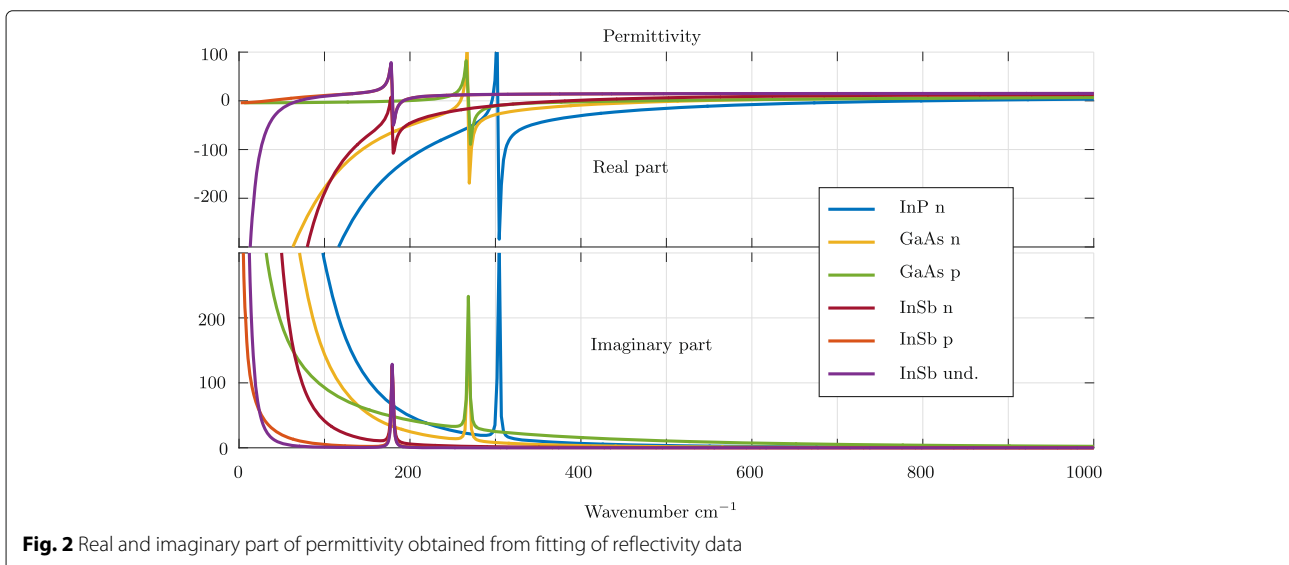 Permittivity
100
0
-100
-200
Real part
InP n
GaAs n
GaAs p
InSb n
InSb p
InSb und.
200
100
0
Imaginary part
0
200
400
600
800
1000
Wavenumber cm⁻¹
Fig. 2 Real and imaginary part of permittivity obtained from fitting of reflectivity data